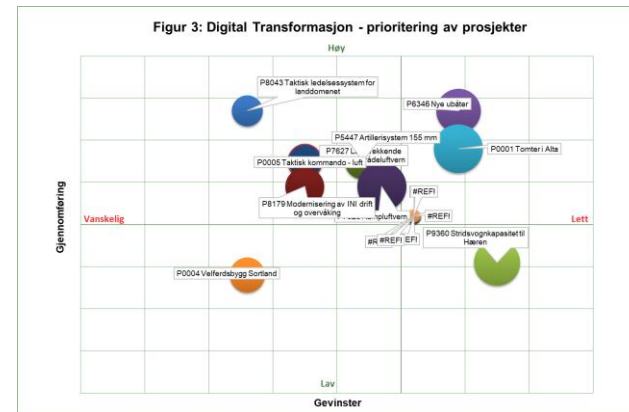 Figur 3: Digital Transformasjon - prioritering av prosjekter
Høy
P8043 Taktisk ledelsessystem for
landdomenet
P6346 Nye ubåter
P5447 Artillerisystem 155 mm
P0001 Tomter i Alta
P0005 Taktisk kommando - luft
P8179 Modernisering av INI drift
og overvåking
#REF!
#REF!
#REF!
Vanskelig
Lett
P9360 Stridsvognkapasitet til
Hæren
P0004 Velferdsbygg Sortland
Gjennomføring
Lav
Gevinster